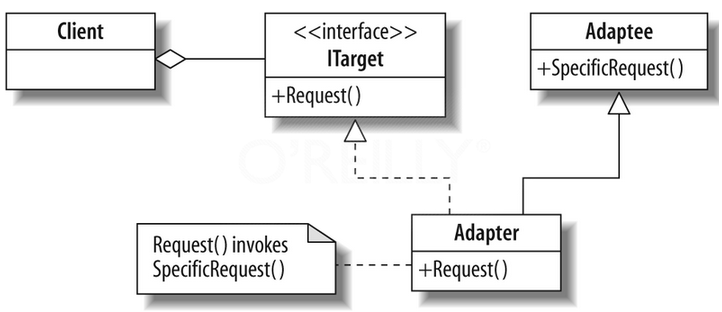 Client
<<interface>>
ITarget
+Request()
Adaptee
+SpecificRequest()
O'REILLY
Request() invokes
SpecificRequest()
Adapter
+Request()